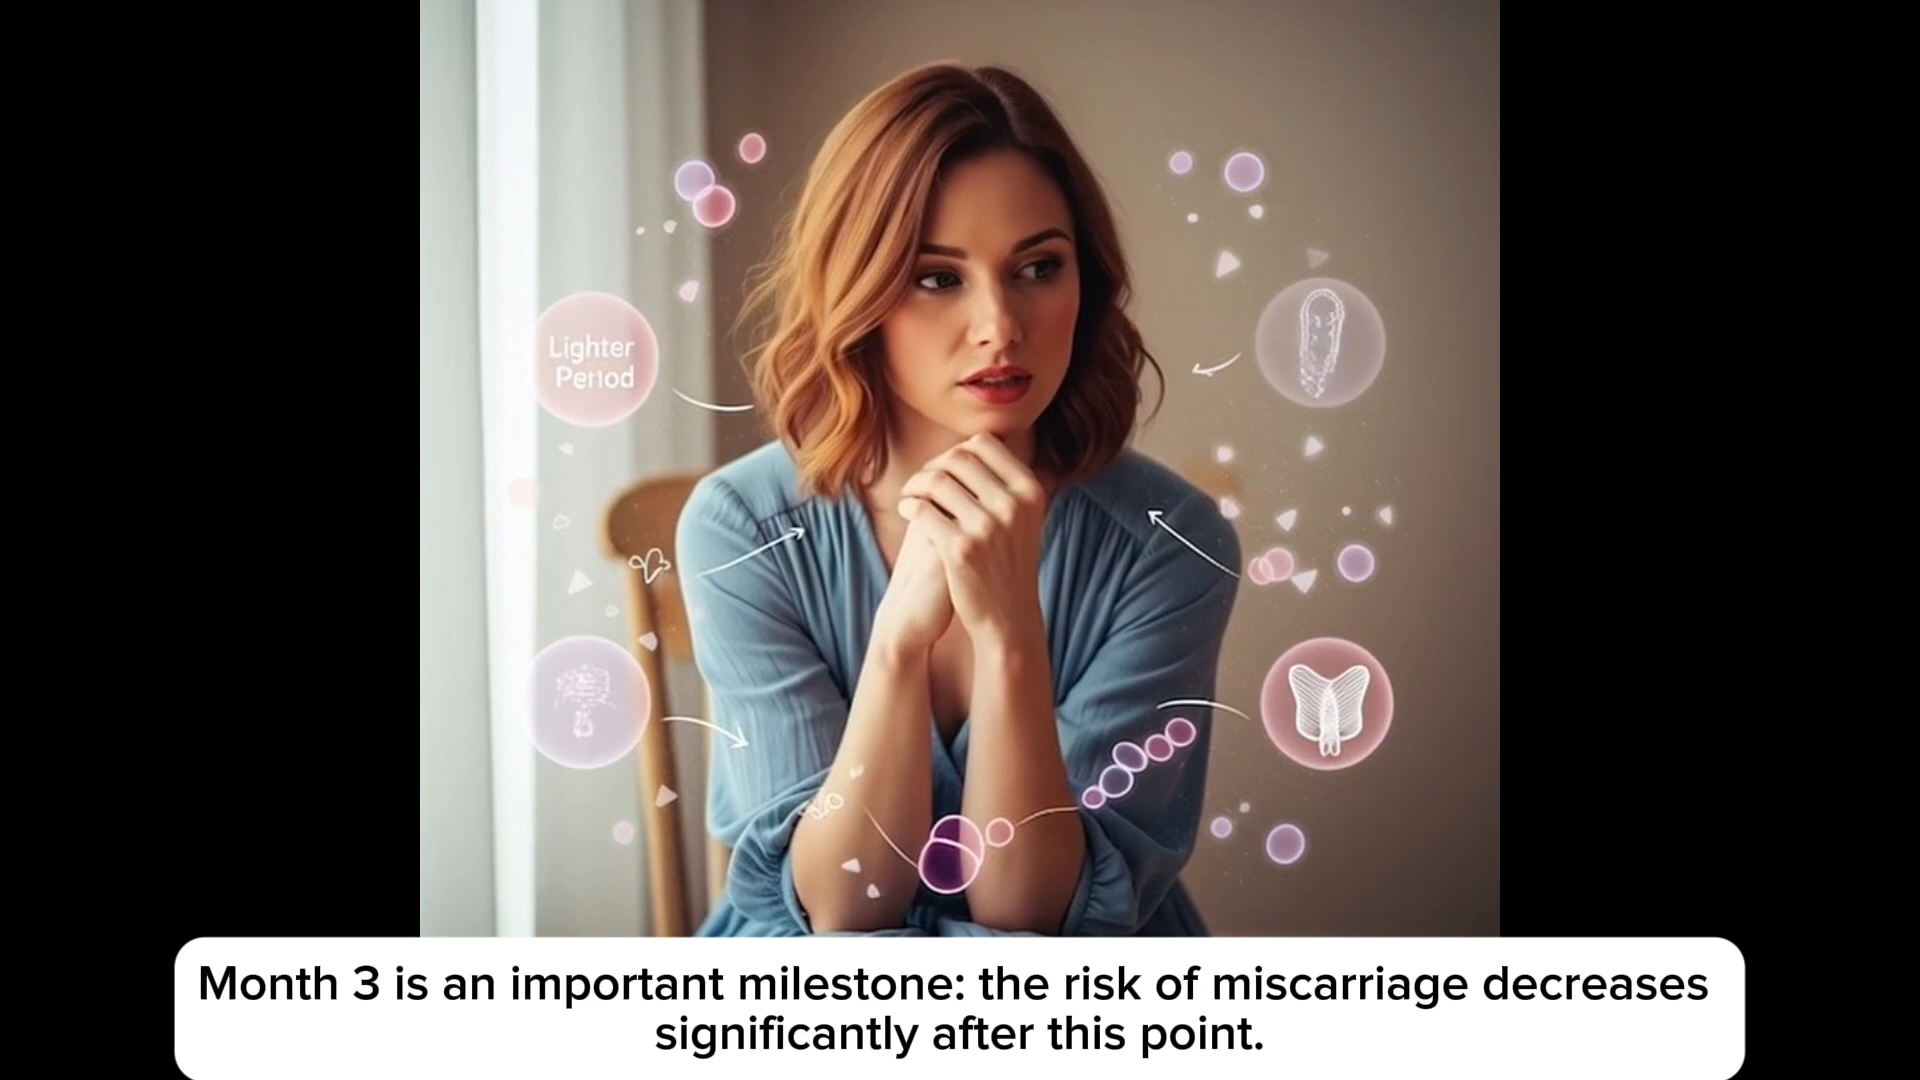 Lighter
Period
Month 3 is an important milestone: the risk of miscarriage decreases
significantly after this point.